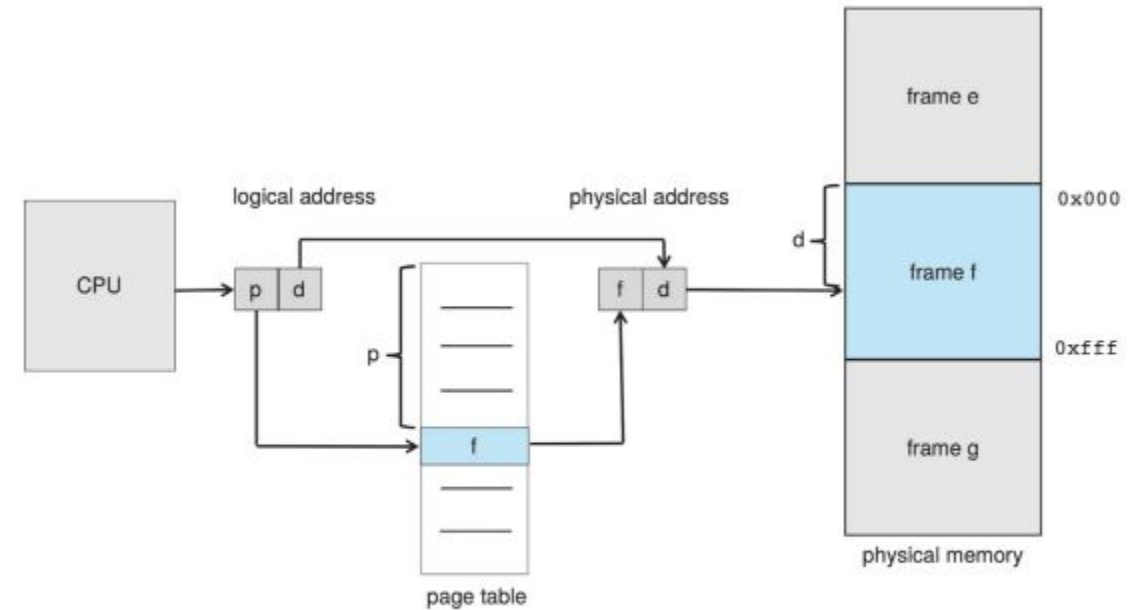 frame e
logical address
physical address
0x000
d
CPU
p d
f d
frame f
p
0xfff
f
frame g
physical memory
page table